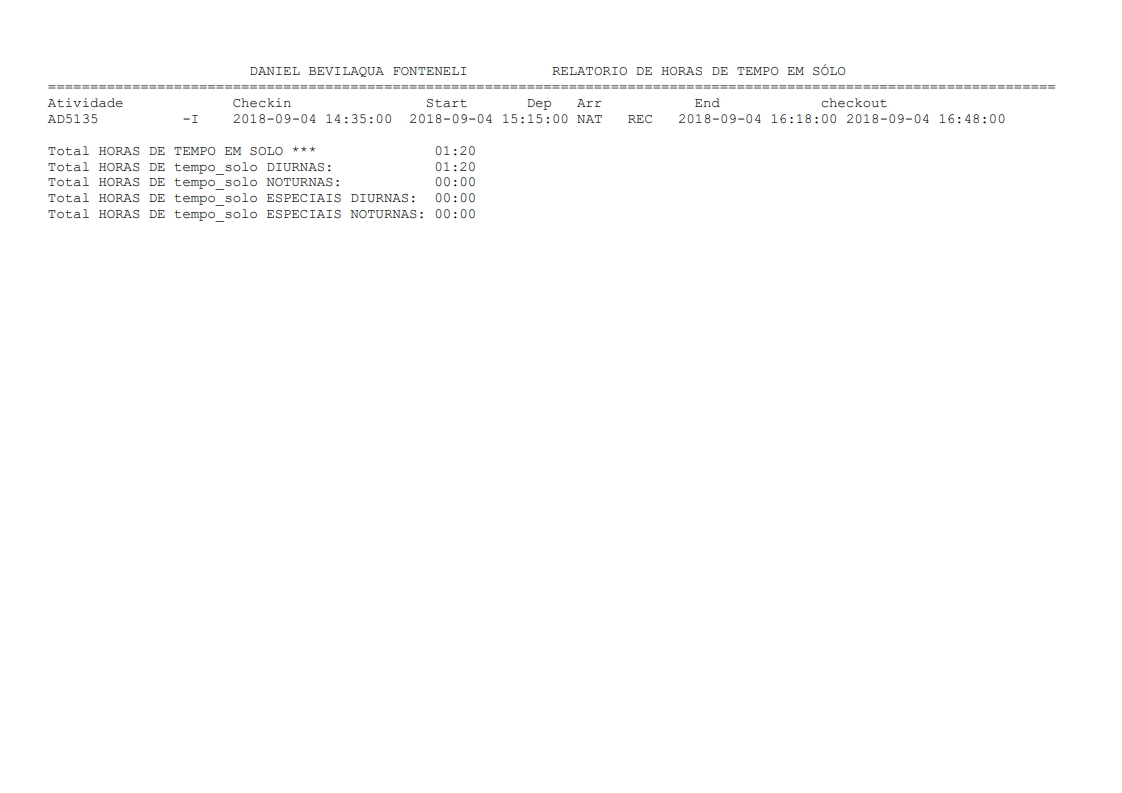 DANIEL BEVILAQUA FONTENELI          RELATORIO DE HORAS DE TEMPO EM SÓLO
========================================================================================================================
Atividade             Checkin                Start       Dep   Arr           End            checkout
AD5135          -I    2018-09-04 14:35:00  2018-09-04 15:15:00 NAT   REC   2018-09-04 16:18:00 2018-09-04 16:48:00
Total HORAS DE TEMPO EM SOLO ***              01:20
Total HORAS DE tempo_solo DIURNAS:            01:20
Total HORAS DE tempo_solo NOTURNAS:           00:00
Total HORAS DE tempo_solo ESPECIAIS DIURNAS:  00:00
Total HORAS DE tempo_solo ESPECIAIS NOTURNAS: 00:00